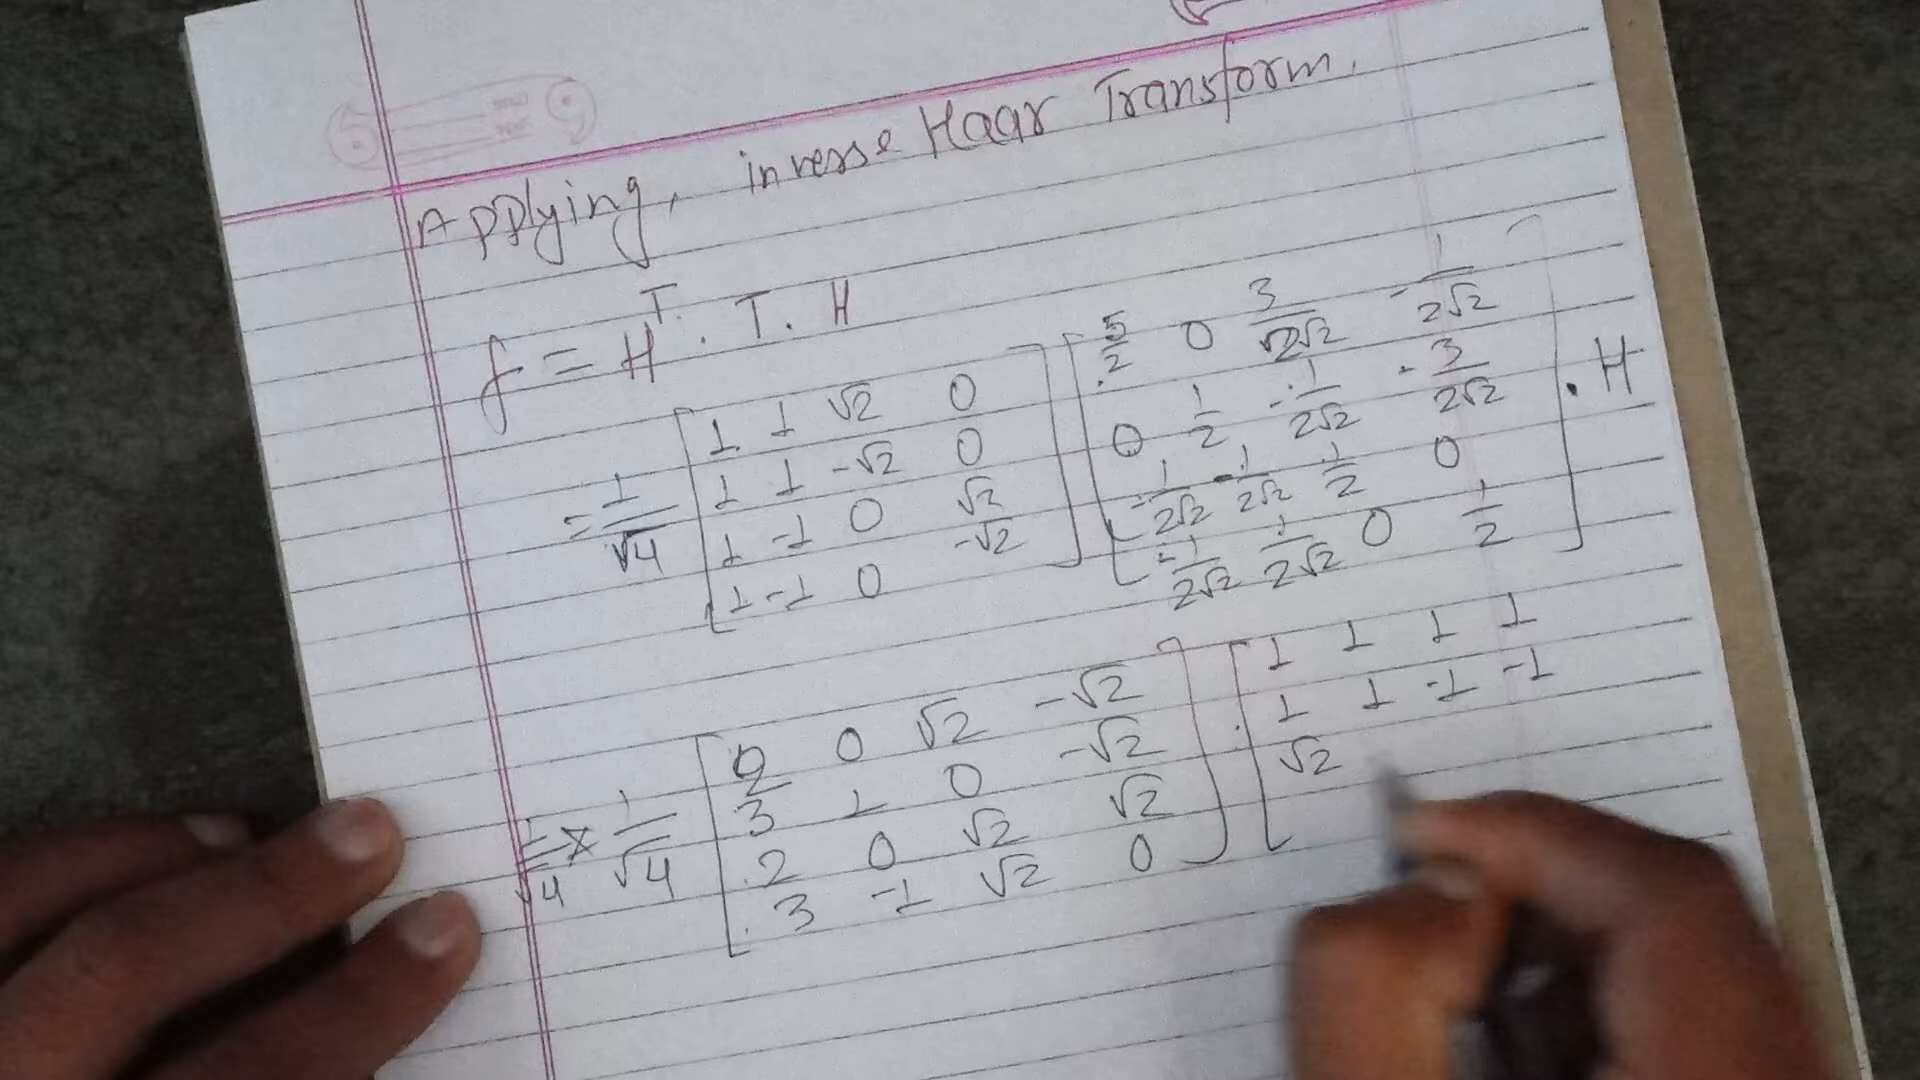 Applying, inverse Haar Transform.
f = H^T . T . H
= 1/√4 [1 1 √2 0; 1 1 -√2 0; 1 -1 0 √2; 1 -1 0 -√2] [5/2 0 3/2√2 -1/2√2; 0 1/2 -1/2√2 -3/2√2; -1/2√2 -1/2√2 1/2 0; -1/2√2 1/2√2 0 1/2] . H
1/√4 × 1/√4 [2 0 √2 -√2; 3 1 0 -√2; 2 0 √2 √2; 3 -1 √2 0] . [1 1 1 1; 1 1 -1 -1; √2